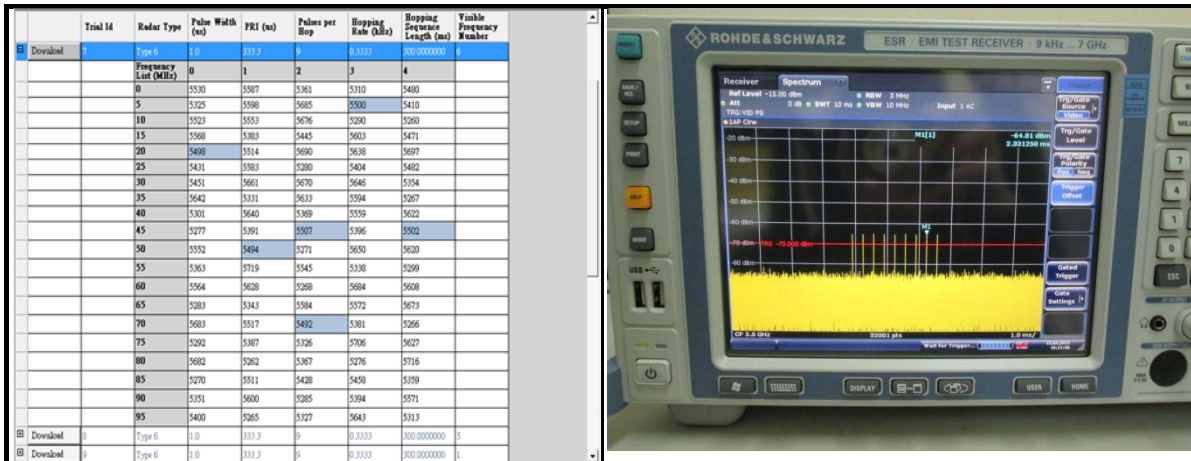 Trial Id Radar Type Pulse Width (us) PRI (us) Pulses per Hop Hopping Rate (kHz) Hopping Sequence Length (ms) Visible Frequency Number
Download 7 Type 6 1.0 333.3 9 0.3333 300.0000000 6
Frequency List (MHz) 0 1 2 3 4
0 5530 5587 5361 5310 5480
5 5325 5598 5685 5500 5410
10 5523 5553 5676 5290 5260
15 5568 5383 5445 5603 5471
20 5498 5514 5690 5638 5697
25 5431 5583 5280 5404 5482
30 5451 5661 5670 5646 5354
35 5642 5331 5633 5594 5267
40 5301 5640 5369 5559 5622
45 5277 5391 5507 5396 5502
50 5552 5494 5271 5650 5620
55 5363 5719 5545 5338 5299
60 5564 5628 5268 5684 5608
65 5283 5343 5584 5572 5673
70 5683 5517 5492 5381 5266
75 5292 5387 5326 5706 5627
80 5682 5262 5367 5276 5716
85 5270 5511 5428 5458 5359
90 5351 5600 5285 5394 5571
95 5400 5265 5327 5643 5313
Download 8 Type 6 1.0 333.3 9 0.3333 300.0000000 5
Download 9 Type 6 1.0 333.3 9 0.3333 300.0000000 1
ROHDE&SCHWARZ ESR · EMI TEST RECEIVER · 9 kHz ... 7 GHz
PRESET
SETUP
PRINT
HELP
MODE
USB
Receiver Spectrum
Ref Level -15.00 dBm RBW 3 MHz
Att 0 dB SWT 10 ms VBW 10 MHz Input 1 AC
TRG:VID PS
1AP Clrw
M1[1] -64.81 dBm
2.331250 ms
-20 dBm
-30 dBm
-40 dBm
-50 dBm
-60 dBm
M1
-70 dBm TRG -70.000 dBm
-80 dBm
CF 5.5 GHz 32001 pts 1.0 ms/
Wait for Trigger...
Trg/Gate Source
Video
Trg/Gate Level
Trg/Gate Polarity
Pos Neg
Trigger Offset
Gated Trigger
Gate Settings
DISPLAY
USER
HOME
7
4
1
0
ESC